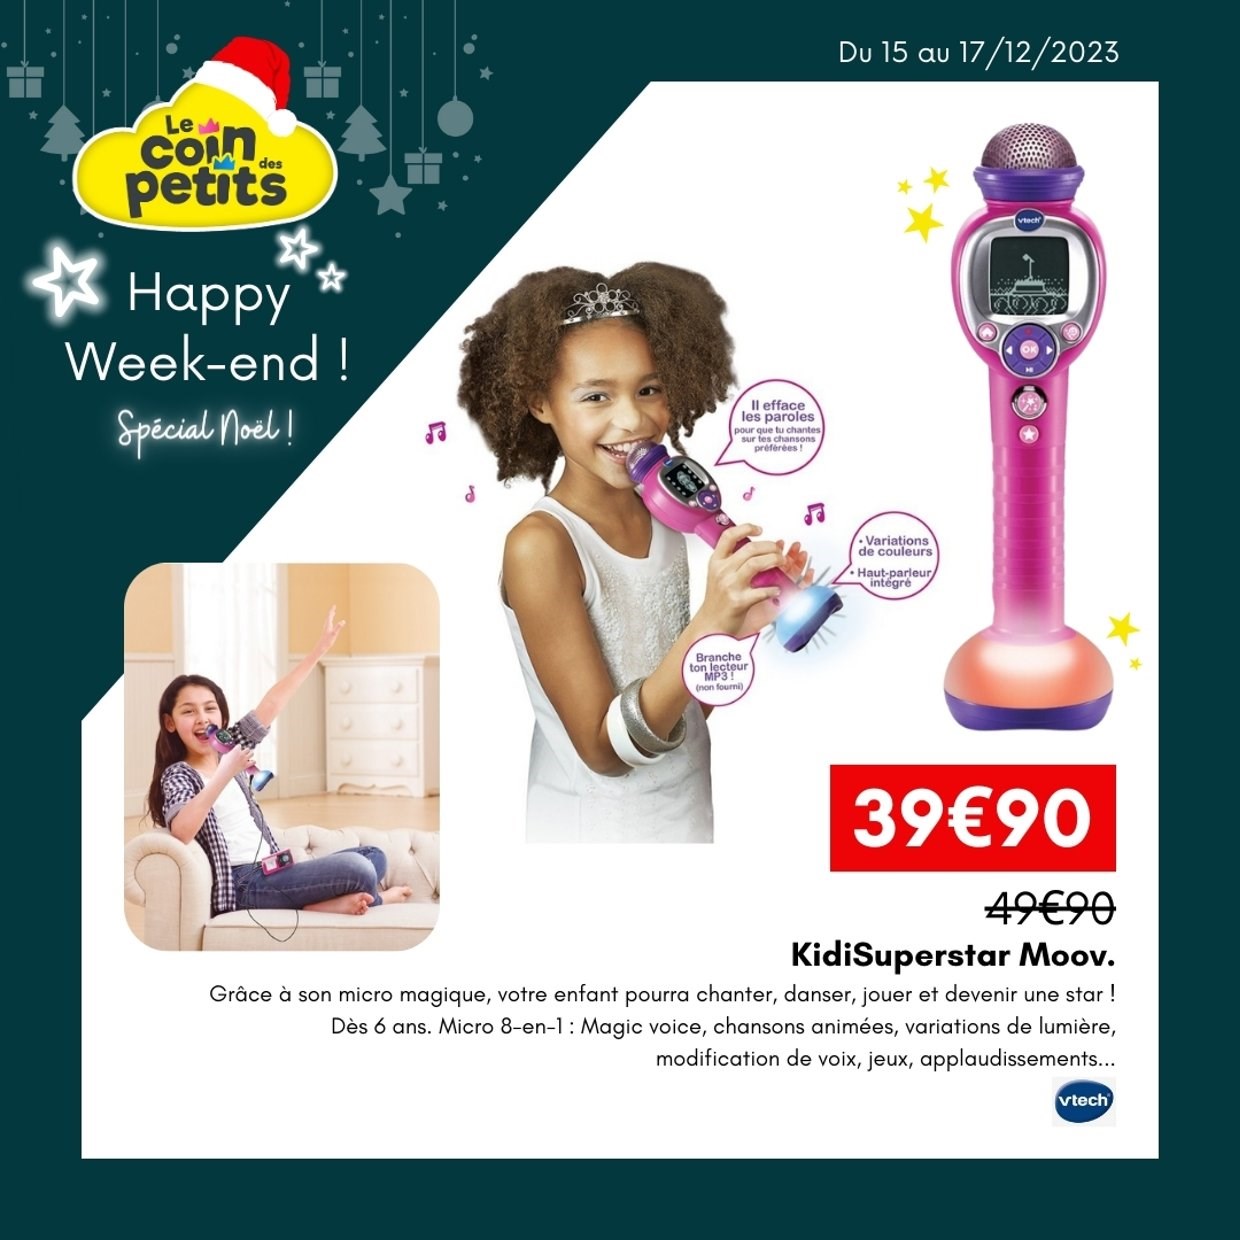 Du 15 au 17/12/2023
Le
coin
des
petits
Happy
Week-end !
Spécial Noël !
vtech
OK
Il efface
les paroles
pour que tu chantes
sur tes chansons
préférées !
• Variations
de couleurs
• Haut-parleur
intégré
Branche
ton lecteur
MP3 !
(non fourni)
39€90
49€90
KidiSuperstar Moov.
Grâce à son micro magique, votre enfant pourra chanter, danser, jouer et devenir une star !
Dès 6 ans. Micro 8-en-1 : Magic voice, chansons animées, variations de lumière,
modification de voix, jeux, applaudissements...
vtech